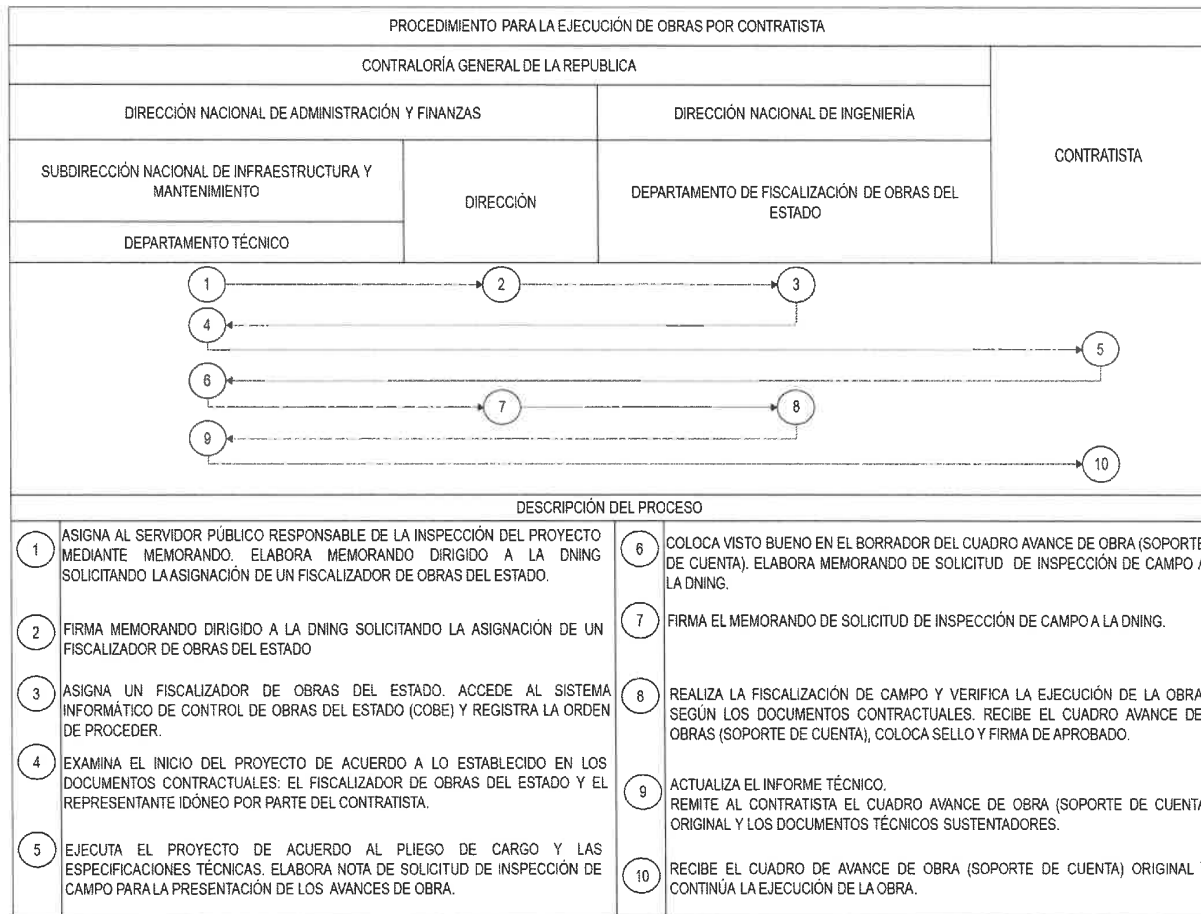 PROCEDIMIENTO PARA LA EJECUCIÓN DE OBRAS POR CONTRATISTA
CONTRALORÍA GENERAL DE LA REPUBLICA
DIRECCIÓN NACIONAL DE ADMINISTRACIÓN Y FINANZAS
DIRECCIÓN NACIONAL DE INGENIERÍA
CONTRATISTA
SUBDIRECCIÓN NACIONAL DE INFRAESTRUCTURA Y
MANTENIMIENTO
DIRECCIÓN
DEPARTAMENTO DE FISCALIZACIÓN DE OBRAS DEL
ESTADO
DEPARTAMENTO TÉCNICO
1
2
3
4
5
6
7
8
9
10
DESCRIPCIÓN DEL PROCESO
1
ASIGNA AL SERVIDOR PÚBLICO RESPONSABLE DE LA INSPECCIÓN DEL PROYECTO
MEDIANTE MEMORANDO. ELABORA MEMORANDO DIRIGIDO A LA DNING
SOLICITANDO LA ASIGNACIÓN DE UN FISCALIZADOR DE OBRAS DEL ESTADO.
2
FIRMA MEMORANDO DIRIGIDO A LA DNING SOLICITANDO LA ASIGNACIÓN DE UN
FISCALIZADOR DE OBRAS DEL ESTADO
3
ASIGNA UN FISCALIZADOR DE OBRAS DEL ESTADO. ACCEDE AL SISTEMA
INFORMÁTICO DE CONTROL DE OBRAS DEL ESTADO (COBE) Y REGISTRA LA ORDEN
DE PROCEDER.
4
EXAMINA EL INICIO DEL PROYECTO DE ACUERDO A LO ESTABLECIDO EN LOS
DOCUMENTOS CONTRACTUALES: EL FISCALIZADOR DE OBRAS DEL ESTADO Y EL
REPRESENTANTE IDÓNEO POR PARTE DEL CONTRATISTA.
5
EJECUTA EL PROYECTO DE ACUERDO AL PLIEGO DE CARGO Y LAS
ESPECIFICACIONES TÉCNICAS. ELABORA NOTA DE SOLICITUD DE INSPECCIÓN DE
CAMPO PARA LA PRESENTACIÓN DE LOS AVANCES DE OBRA.
6
COLOCA VISTO BUENO EN EL BORRADOR DEL CUADRO AVANCE DE OBRA (SOPORTE
DE CUENTA). ELABORA MEMORANDO DE SOLICITUD DE INSPECCIÓN DE CAMPO A
LA DNING.
7
FIRMA EL MEMORANDO DE SOLICITUD DE INSPECCIÓN DE CAMPO A LA DNING.
8
REALIZA LA FISCALIZACIÓN DE CAMPO Y VERIFICA LA EJECUCIÓN DE LA OBRA
SEGÚN LOS DOCUMENTOS CONTRACTUALES. RECIBE EL CUADRO AVANCE DE
OBRAS (SOPORTE DE CUENTA), COLOCA SELLO Y FIRMA DE APROBADO.
9
ACTUALIZA EL INFORME TÉCNICO.
REMITE AL CONTRATISTA EL CUADRO AVANCE DE OBRA (SOPORTE DE CUENTA
ORIGINAL Y LOS DOCUMENTOS TÉCNICOS SUSTENTADORES.
10
RECIBE EL CUADRO DE AVANCE DE OBRA (SOPORTE DE CUENTA) ORIGINAL
CONTINÚA LA EJECUCIÓN DE LA OBRA.